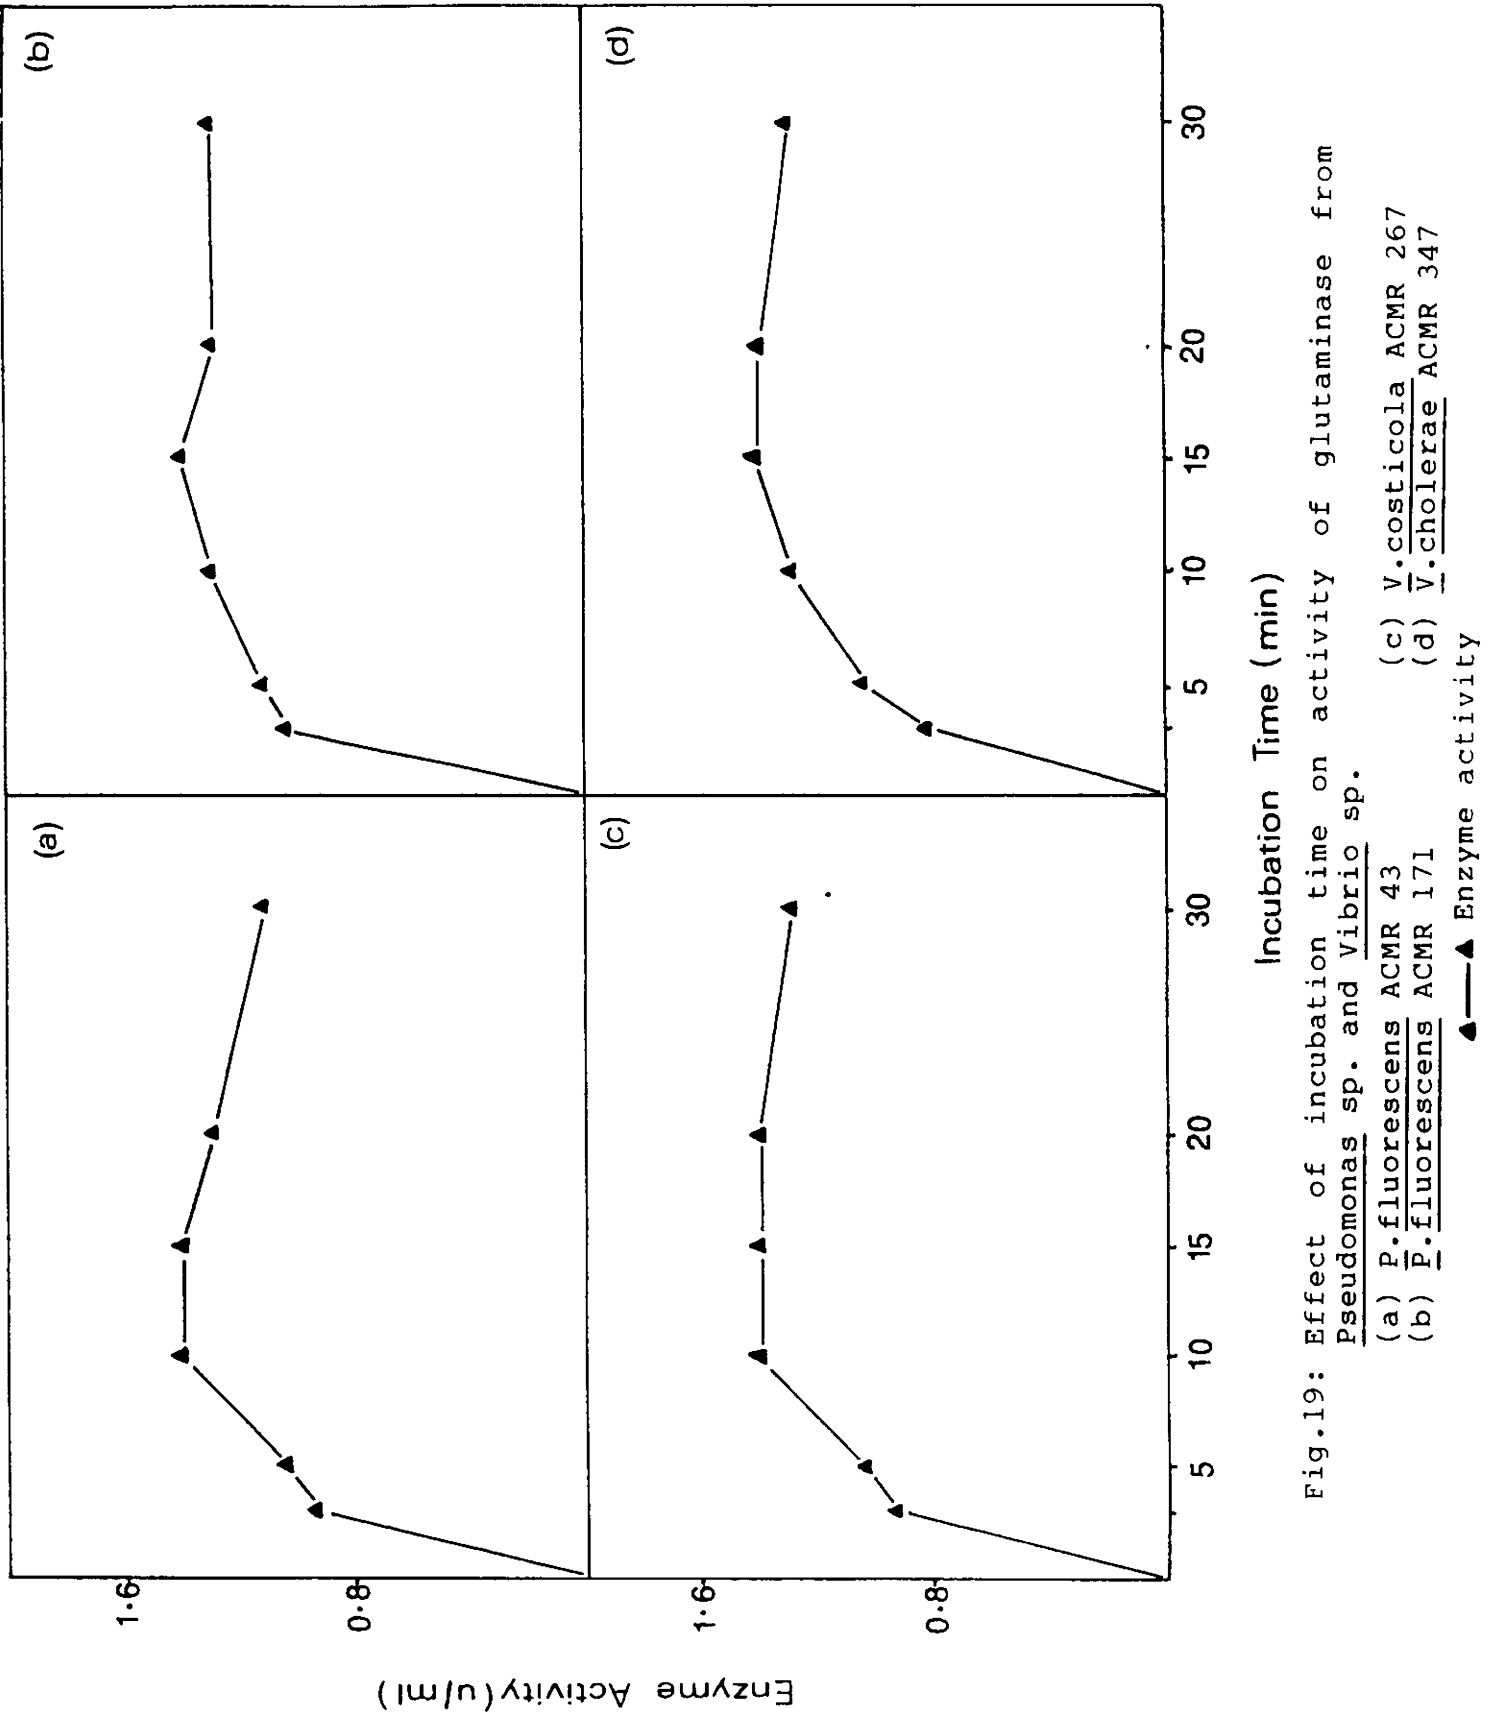 Enzyme Activity (u/ml)
1.6
0.8
1.6
0.8
(a)
(b)
(c)
(d)
5 10 15 20 30 5 10 15 20 30
Incubation Time (min)
Fig.19: Effect of incubation time on activity of glutaminase from
Pseudomonas sp. and Vibrio sp.
(a) P.fluorescens ACMR 43 (c) V.costicola ACMR 267
(b) P.fluorescens ACMR 171 (d) V.cholerae ACMR 347
Enzyme activity